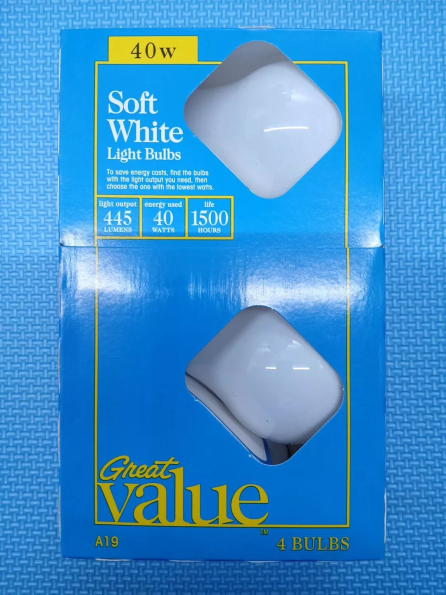 40w
Soft
White
Light Bulbs
To save energy costs, find the bulbs
with the light output you need, then
choose the one with the lowest watts.
light output energy used life
445 40 1500
LUMENS WATTS HOURS
Great
value
TM
A19 4 BULBS